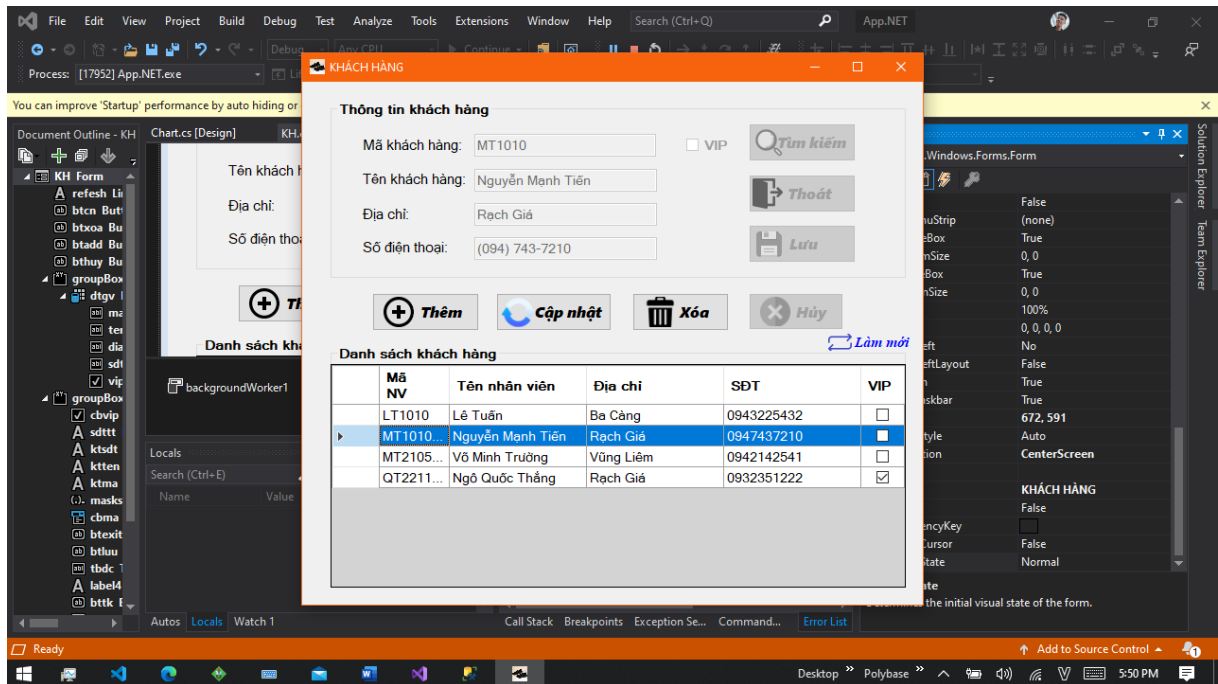 File Edit View Project Build Debug Test Analyze Tools Extensions Window Help Search (Ctrl+Q) App.NET
Debug Any CPU Continue
Process: [17952] App.NET.exe
You can improve 'Startup' performance by auto hiding or
Document Outline - KH
KH Form
refesh
btcn
btxoa
btadd
bthuy
groupBox
dtgv
cbvip
sdttt
ktsdt
ktten
ktma
masks
cbma
btexit
btluu
tbdc
label4
bttk
Chart.cs [Design]
Tên khách
Địa chỉ:
Số điện
Danh sách
backgroundWorker1
Locals
Search (Ctrl+E)
Name Value
Autos Locals Watch 1
KHÁCH HÀNG
Thông tin khách hàng
Mã khách hàng: MT1010 VIP Tìm kiếm
Tên khách hàng: Nguyễn Mạnh Tiến Thoát
Địa chỉ: Rạch Giá
Số điện thoại: (094) 743-7210 Lưu
Thêm Cập nhật Xóa Hủy
Làm mới
Danh sách khách hàng
Mã NV Tên nhân viên Địa chỉ SĐT VIP
LT1010 Lê Tuấn Ba Càng 0943225432
MT1010... Nguyễn Mạnh Tiến Rạch Giá 0947437210
MT2105... Võ Minh Trường Vũng Liêm 0942142541
QT2211... Ngô Quốc Thắng Rạch Giá 0932351222
Call Stack Breakpoints Exception Se... Command... Error List
.Windows.Forms.Form
False
(none)
True
0, 0
True
0, 0
100%
0, 0, 0, 0
No
False
True
True
672, 591
Auto
CenterScreen
KHÁCH HÀNG
False
False
Normal
the initial visual state of the form.
Solution Explorer
Team Explorer
Ready Add to Source Control 1
Desktop Polybase 5:50 PM